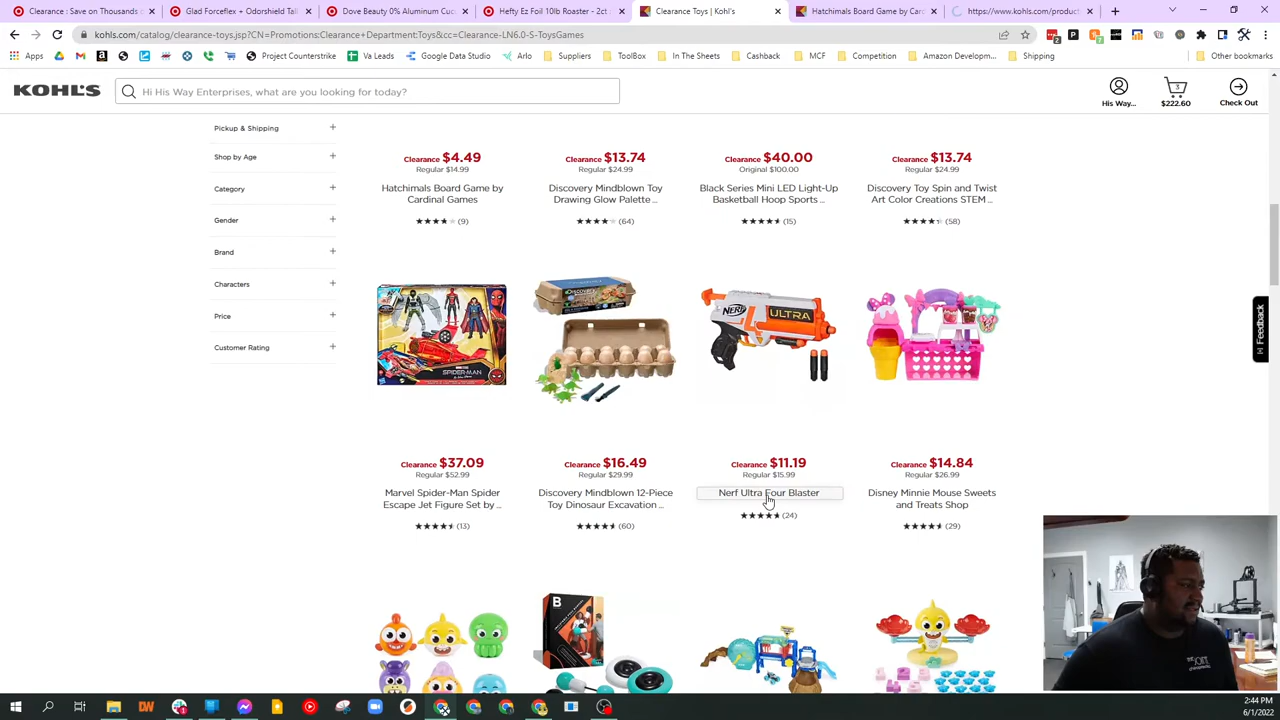 Clearance : Save on Thousands o
Glad Forceflex + Odorshield Tall
Dove Beauty 0% Aluminum Cucu
Hefty Ez Foil 10lb Roaster - 2ct
Clearance Toys | Kohl's
Hatchimals Board Game by Card
https://www.kohls.com/product
kohls.com/catalog/clearance-toys.jsp?CN=Promotions:Clearance+Department:Toys&cc=Clearance-LN6.0-S-ToysGames
Apps
Project Counterstrike
Va Leads
Google Data Studio
Arlo
Suppliers
ToolBox
In The Sheets
Cashback
MCF
Competition
Amazon Developm...
Shipping
Other bookmarks
KOHL'S
Hi His Way Enterprises, what are you looking for today?
His Way...
3
$222.60
Check Out
Pickup & Shipping
Shop by Age
Category
Gender
Brand
Characters
Price
Customer Rating
Clearance $4.49
Regular $14.99
Hatchimals Board Game by
Cardinal Games
(9)
Clearance $13.74
Regular $24.99
Discovery Mindblown Toy
Drawing Glow Palette ...
(64)
Clearance $40.00
Original $100.00
Black Series Mini LED Light-Up
Basketball Hoop Sports ...
(15)
Clearance $13.74
Regular $24.99
Discovery Toy Spin and Twist
Art Color Creations STEM ...
(58)
SPIDER-MAN
NERF
ULTRA
Clearance $37.09
Regular $52.99
Marvel Spider-Man Spider
Escape Jet Figure Set by ...
(13)
Clearance $16.49
Regular $29.99
Discovery Mindblown 12-Piece
Toy Dinosaur Excavation ...
(60)
Clearance $11.19
Regular $15.99
Nerf Ultra Four Blaster
(24)
Clearance $14.84
Regular $26.99
Disney Minnie Mouse Sweets
and Treats Shop
(29)
B
Feedback
2:44 PM
6/1/2022